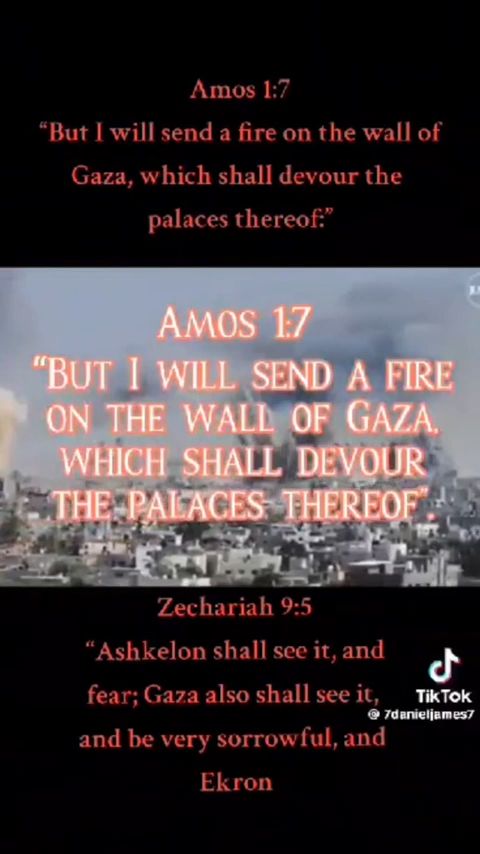 Amos 1:7
“But I will send a fire on the wall of
Gaza, which shall devour the
palaces thereof:”
AMOS 1:7
“BUT I WILL SEND A FIRE
ON THE WALL OF GAZA,
WHICH SHALL DEVOUR
THE PALACES THEREOF”.
Zechariah 9:5
“Ashkelon shall see it, and
fear; Gaza also shall see it,
and be very sorrowful, and
Ekron
TikTok
@ 7danieljames7